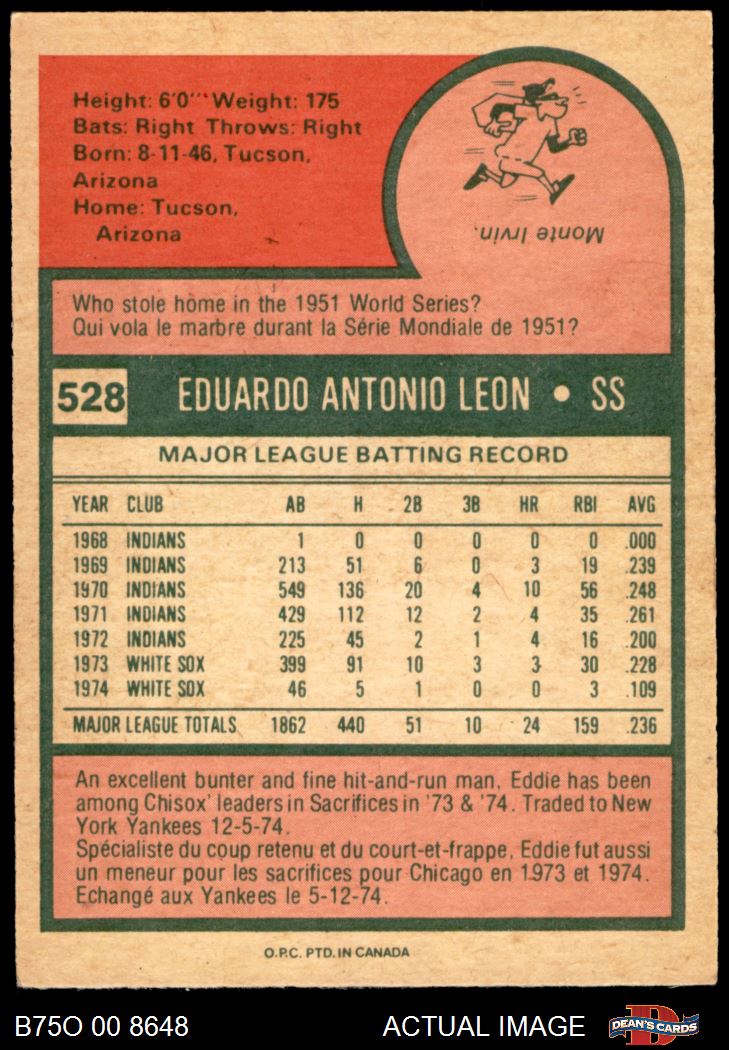 Height: 6'0''' Weight: 175
Bats: Right Throws: Right
Born: 8-11-46, Tucson,
Arizona
Home: Tucson,
Arizona
Monte Irvin.
Who stole home in the 1951 World Series?
Qui vola le marbre durant la Série Mondiale de 1951?
528 EDUARDO ANTONIO LEON • SS
MAJOR LEAGUE BATTING RECORD
YEAR CLUB AB H 2B 3B HR RBI AVG
1968 INDIANS 1 0 0 0 0 0 .000
1969 INDIANS 213 51 6 0 3 19 .239
1970 INDIANS 549 136 20 4 10 56 .248
1971 INDIANS 429 112 12 2 4 35 .261
1972 INDIANS 225 45 2 1 4 16 .200
1973 WHITE SOX 399 91 10 3 3 30 .228
1974 WHITE SOX 46 5 1 0 0 3 .109
MAJOR LEAGUE TOTALS 1862 440 51 10 24 159 .236
An excellent bunter and fine hit-and-run man, Eddie has been
among Chisox' leaders in Sacrifices in '73 & '74. Traded to New
York Yankees 12-5-74.
Spécialiste du coup retenu et du court-et-frappe, Eddie fut aussi
un meneur pour les sacrifices pour Chicago en 1973 et 1974.
Echangé aux Yankees le 5-12-74.
O.P.C. PTD. IN CANADA
B75O 00 8648 ACTUAL IMAGE D DEAN'S CARDS